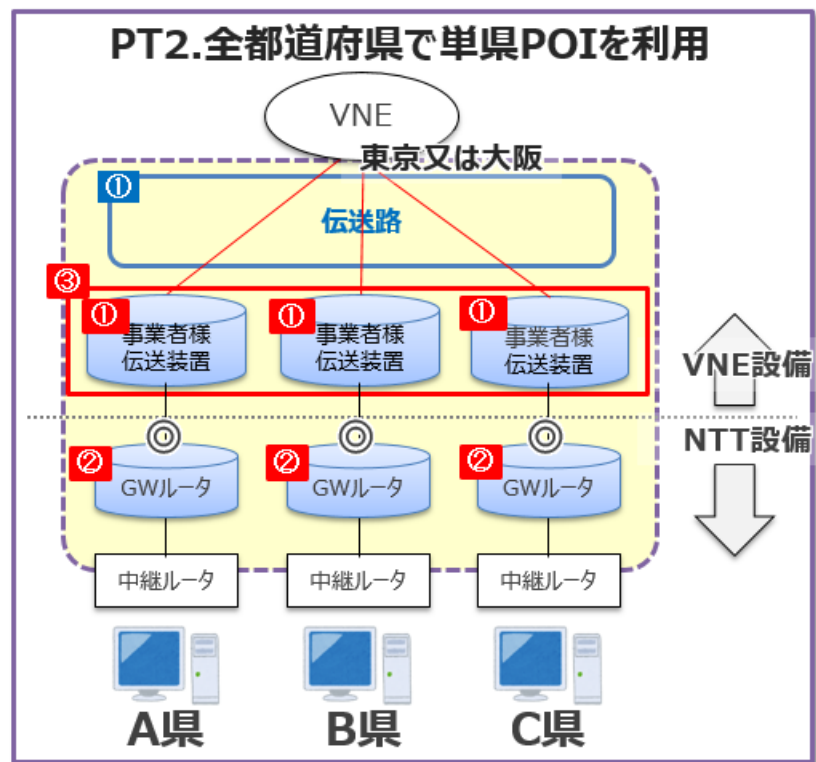 PT2.全都道府県で単県POIを利用
VNE
東京又は大阪
①
伝送路
③
①
事業者様
伝送装置
①
事業者様
伝送装置
①
事業者様
伝送装置
VNE設備
NTT設備
②
GWルータ
②
GWルータ
②
GWルータ
中継ルータ
中継ルータ
中継ルータ
A県
B県
C県